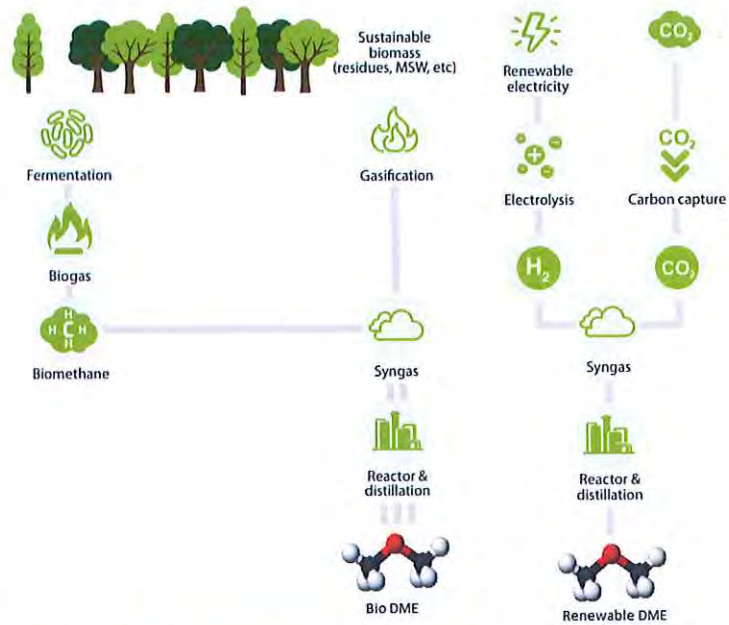 Sustainable
biomass
(residues, MSW, etc)
Renewable
electricity
CO₂
Fermentation
Gasification
Electrolysis
CO₂
Carbon capture
Biogas
H₂
CO₂
H
H C H
H
Biomethane
Syngas
Syngas
Reactor &
distillation
Reactor &
distillation
Bio DME
Renewable DME